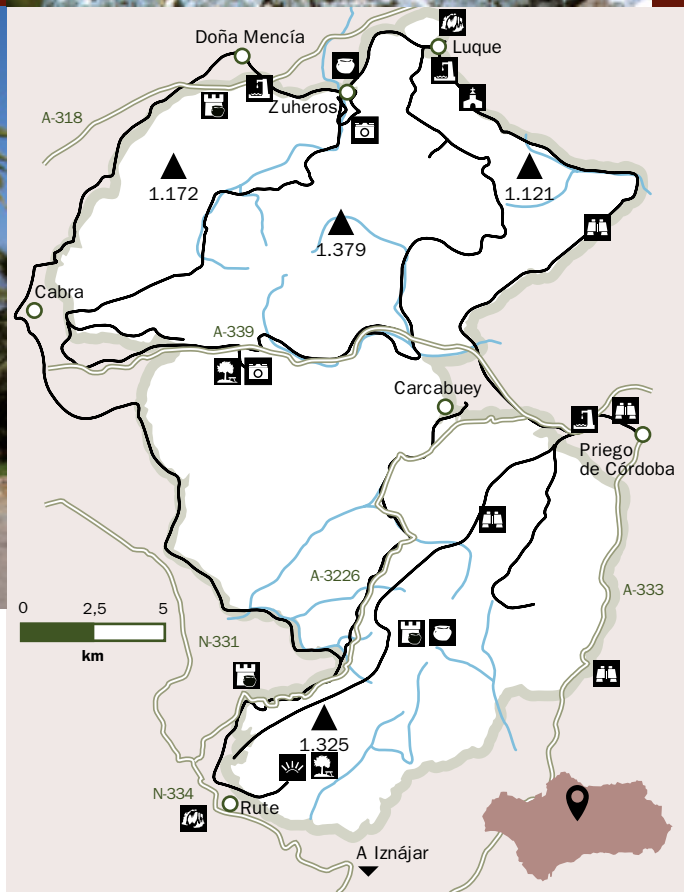 Doña Mencía
Luque
Zuheros
A-318
1.172
1.121
1.379
Cabra
A-339
Carcabuey
Priego
de Córdoba
A-3226
A-333
0 2,5 5
km
N-331
1.325
N-334
Rute
A Iznájar